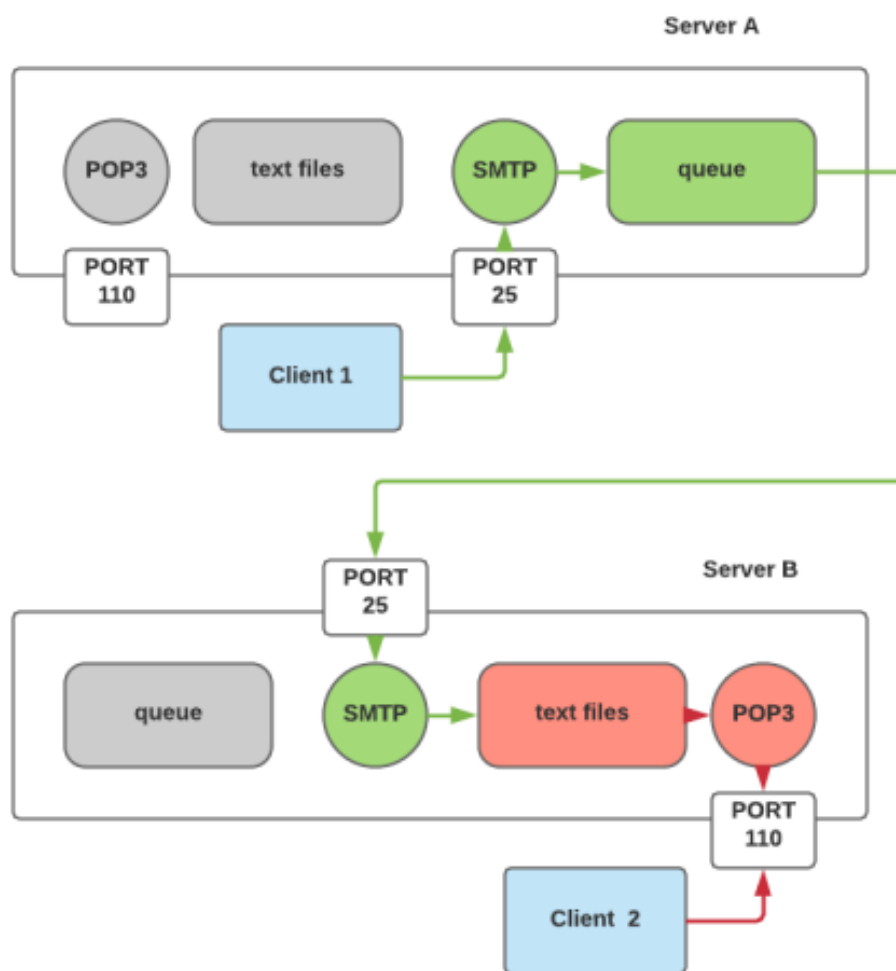 Server A
POP3
text files
SMTP
queue
PORT
110
PORT
25
Client 1
PORT
25
Server B
queue
SMTP
text files
POP3
PORT
110
Client 2